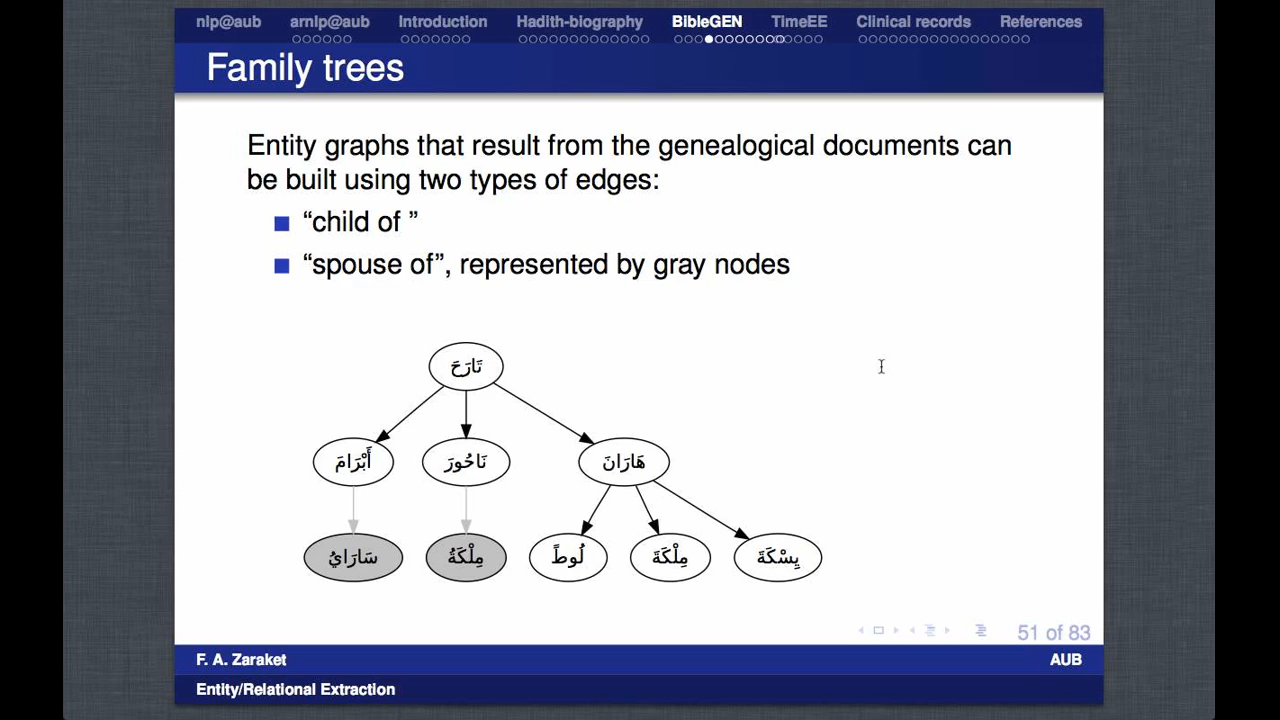 nlp@aub arnlp@aub Introduction Hadith-biography BibleGEN TimeEE Clinical records References
Family trees
Entity graphs that result from the genealogical documents can
be built using two types of edges:
“child of ”
“spouse of”, represented by gray nodes
تَارَحَ
أَبْرَامَ نَاحُورَ هَارَانَ
سَارَايُ مِلْكَةُ لُوطً مِلْكَةَ يِسْكَةَ
51 of 83
F. A. Zaraket AUB
Entity/Relational Extraction